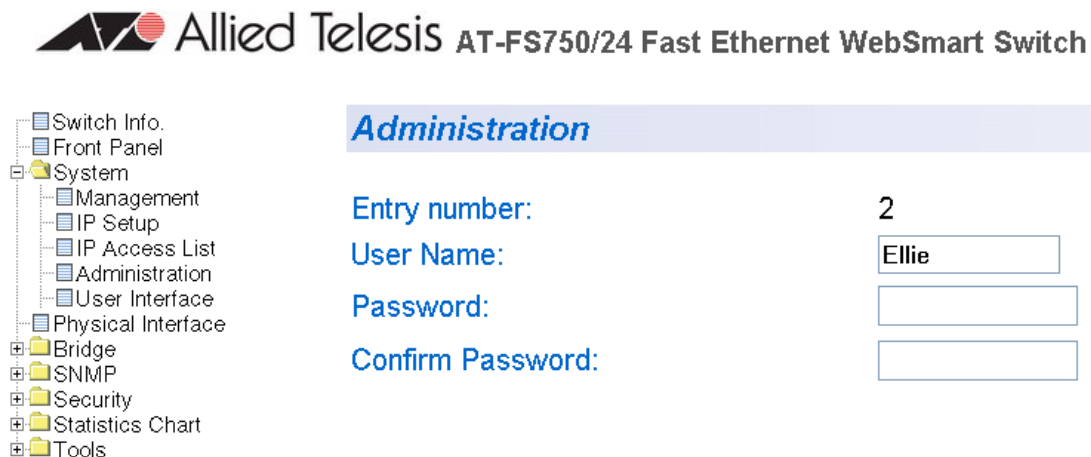 Allied Telesis AT-FS750/24 Fast Ethernet WebSmart Switch
Switch Info.
Front Panel
System
Management
IP Setup
IP Access List
Administration
User Interface
Physical Interface
Bridge
SNMP
Security
Statistics Chart
Tools
Administration
Entry number: 2
User Name: Ellie
Password:
Confirm Password: